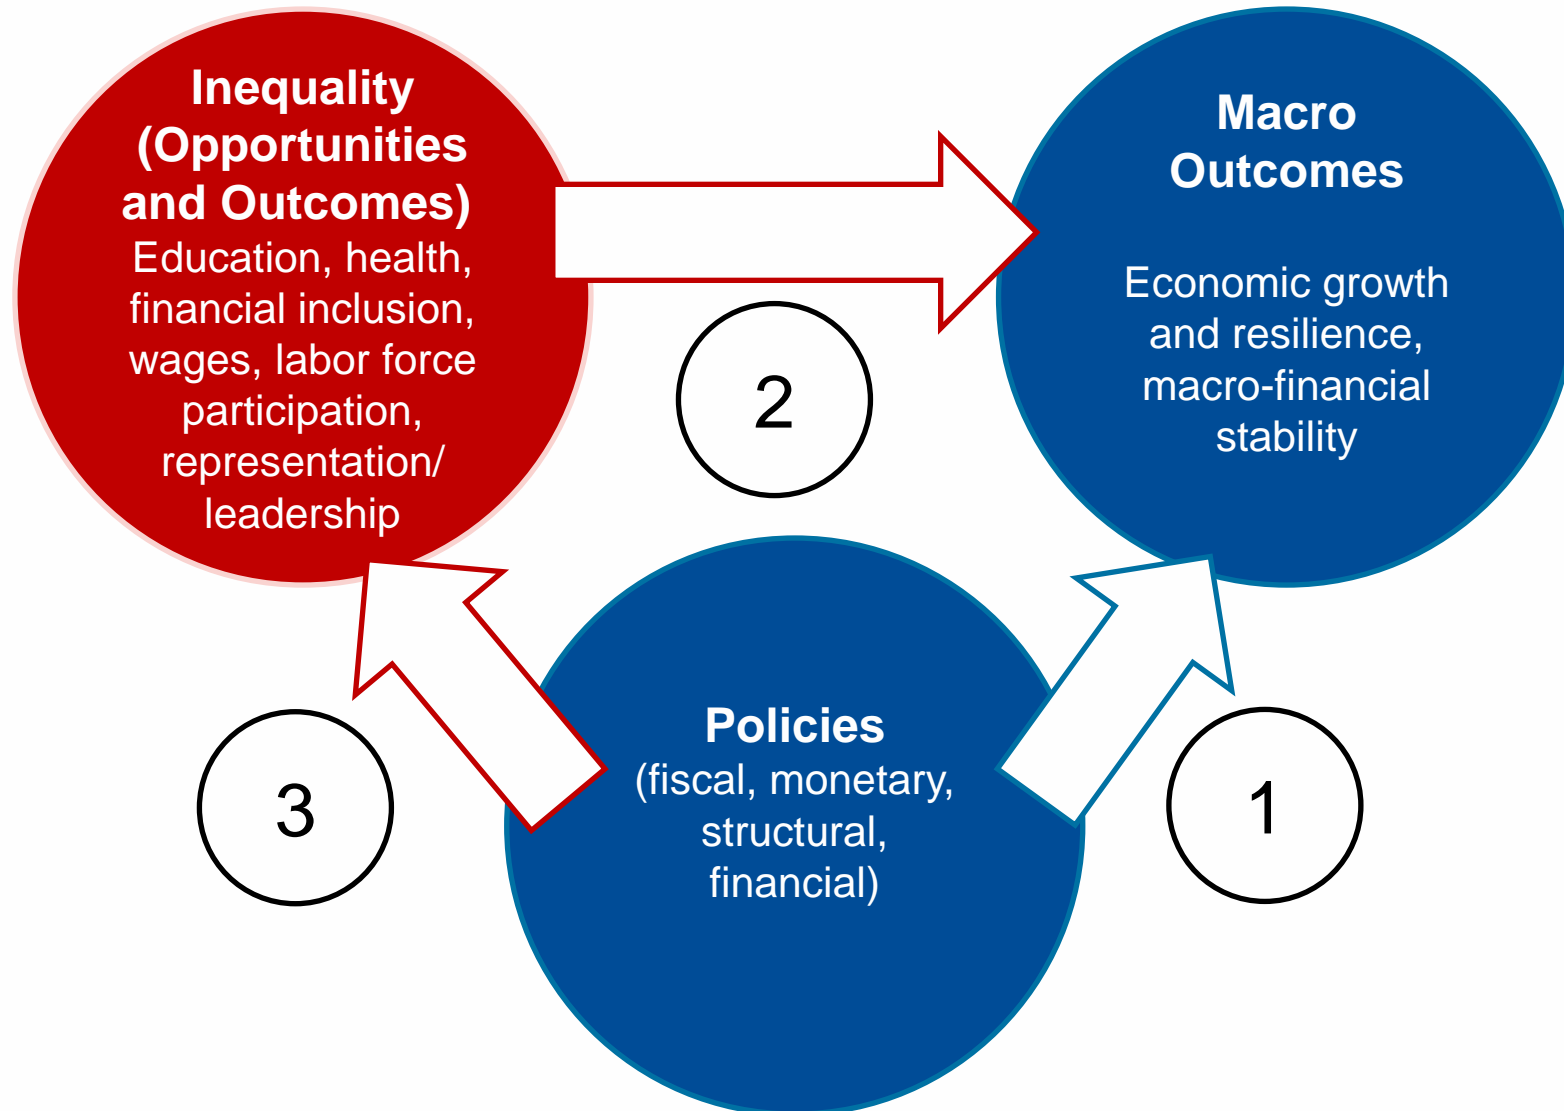 Inequality
(Opportunities
and Outcomes)
Education, health,
financial inclusion,
wages, labor force
participation,
representation/
leadership
Macro
Outcomes
Economic growth
and resilience,
macro-financial
stability
2
Policies
(fiscal, monetary,
structural,
financial)
3
1